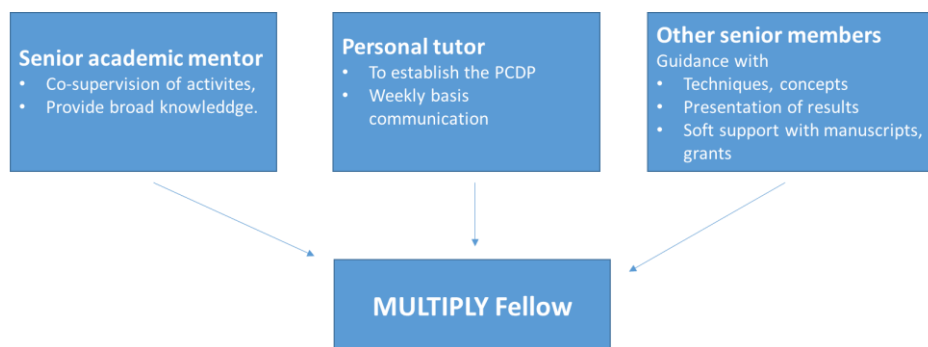 Senior academic mentor
• Co-supervision of activites,
• Provide broad knowleddge.
Personal tutor
• To establish the PCDP
• Weekly basis
communication
Other senior members
Guidance with
• Techniques, concepts
• Presentation of results
• Soft support with manuscripts,
grants
MULTIPLY Fellow